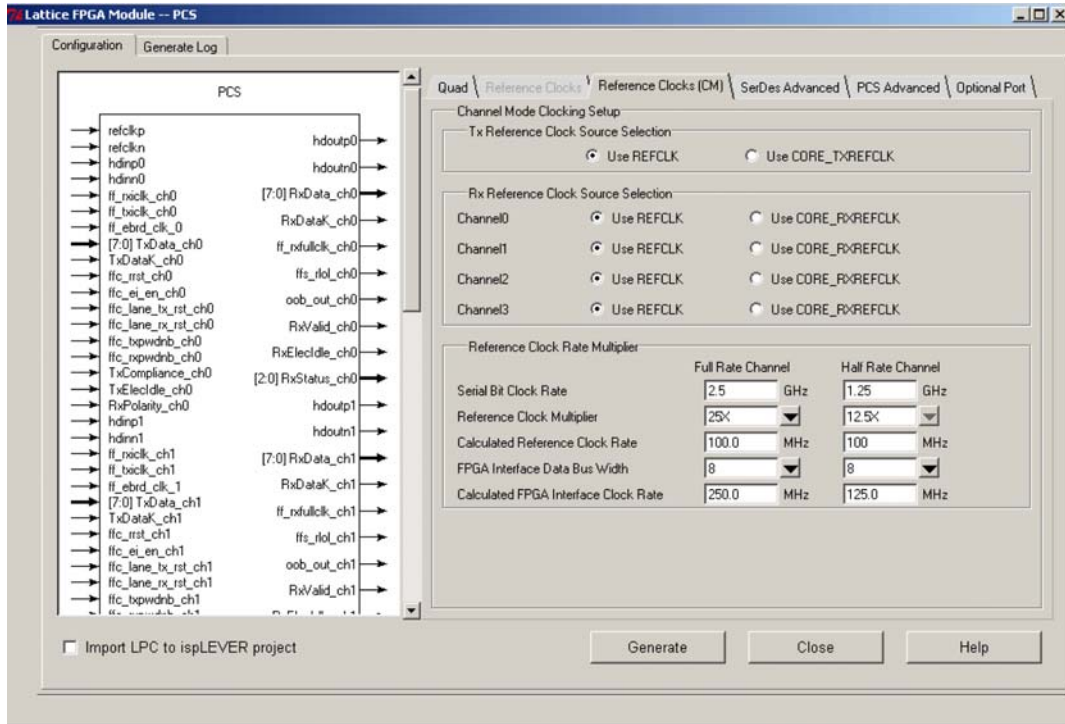 Lattice FPGA Module -- PCS
Configuration Generate Log
PCS
refclkp
refclkn
hdinp0
hdinn0
ff_rxiclk_ch0
ff_txiclk_ch0
ff_ebrd_clk_0
[7:0] TxData_ch0
TxDataK_ch0
ffc_rrst_ch0
ffc_ei_en_ch0
ffc_lane_tx_rst_ch0
ffc_lane_rx_rst_ch0
ffc_txpwdnb_ch0
ffc_rxpwdnb_ch0
TxCompliance_ch0
TxElecIdle_ch0
RxPolarity_ch0
hdinp1
hdinn1
ff_rxiclk_ch1
ff_txiclk_ch1
ff_ebrd_clk_1
[7:0] TxData_ch1
TxDataK_ch1
ffc_rrst_ch1
ffc_ei_en_ch1
ffc_lane_tx_rst_ch1
ffc_lane_rx_rst_ch1
ffc_txpwdnb_ch1
hdoutp0
hdoutn0
[7:0] RxData_ch0
RxDataK_ch0
ff_rxfullclk_ch0
ffs_rlol_ch0
oob_out_ch0
RxValid_ch0
RxElecIdle_ch0
[2:0] RxStatus_ch0
hdoutp1
hdoutn1
[7:0] RxData_ch1
RxDataK_ch1
ff_rxfullclk_ch1
ffs_rlol_ch1
oob_out_ch1
RxValid_ch1
Quad Reference Clocks Reference Clocks (CM) SerDes Advanced PCS Advanced Optional Port
Channel Mode Clocking Setup
Tx Reference Clock Source Selection
Use REFCLK Use CORE_TXREFCLK
Rx Reference Clock Source Selection
Channel0 Use REFCLK Use CORE_RXREFCLK
Channel1 Use REFCLK Use CORE_RXREFCLK
Channel2 Use REFCLK Use CORE_RXREFCLK
Channel3 Use REFCLK Use CORE_RXREFCLK
Reference Clock Rate Multiplier
Full Rate Channel Half Rate Channel
Serial Bit Clock Rate 2.5 GHz 1.25 GHz
Reference Clock Multiplier 25X 12.5X
Calculated Reference Clock Rate 100.0 MHz 100 MHz
FPGA Interface Data Bus Width 8 8
Calculated FPGA Interface Clock Rate 250.0 MHz 125.0 MHz
Import LPC to ispLEVER project
Generate Close Help